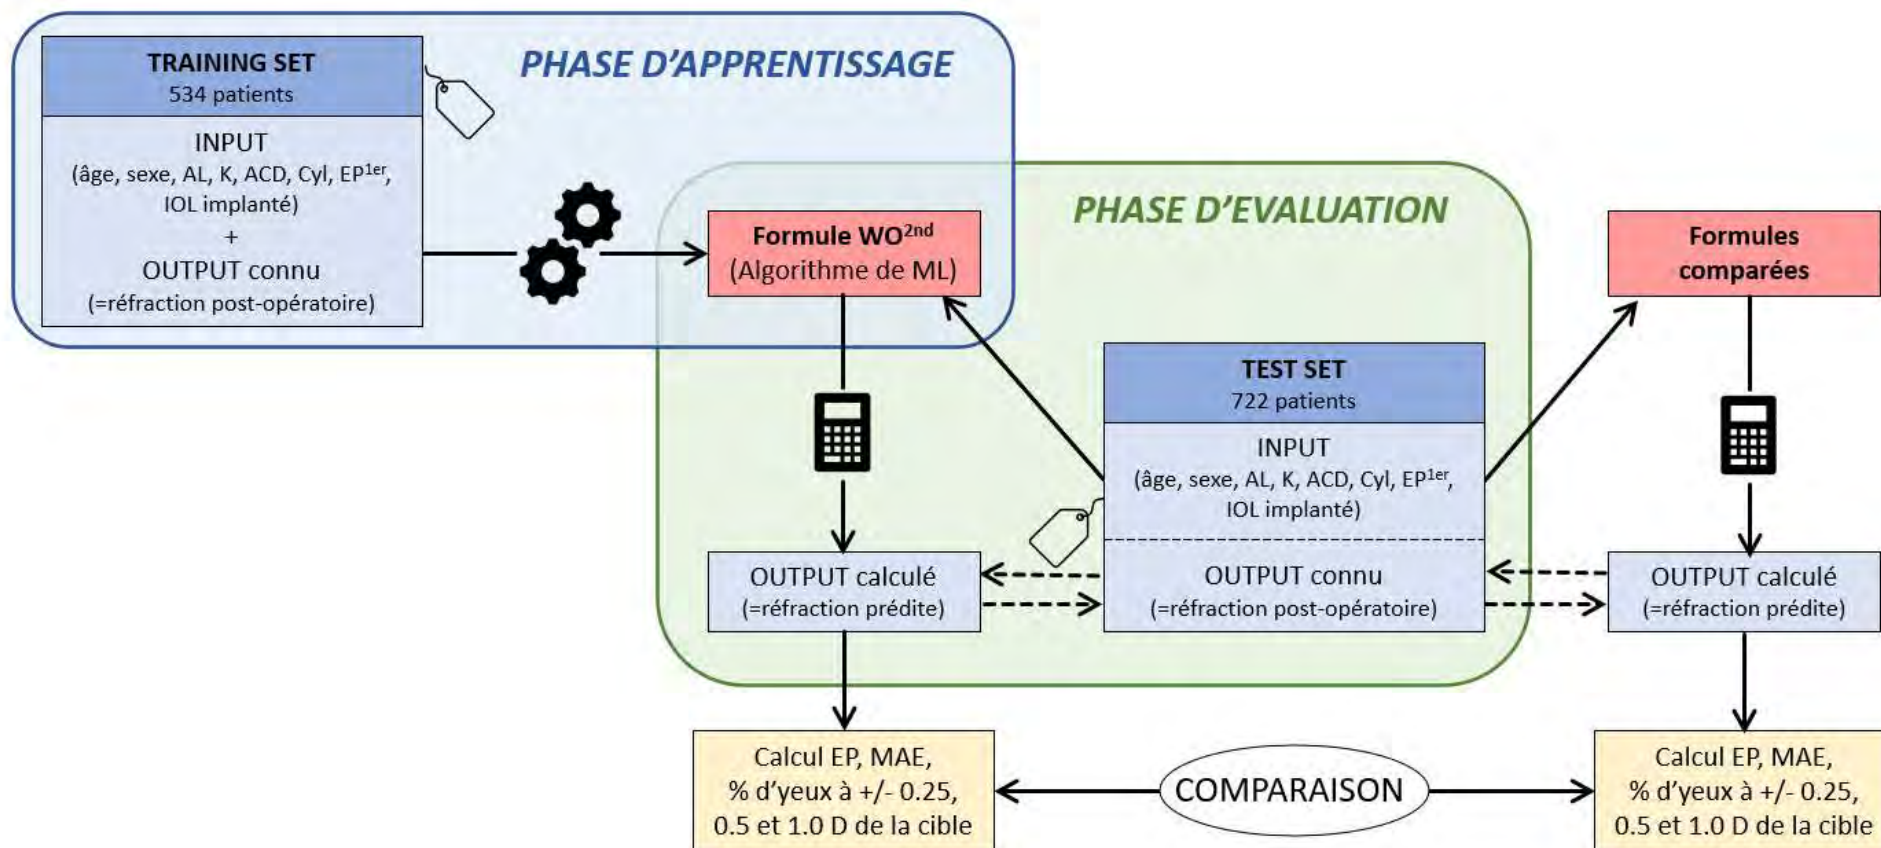 PHASE D'APPRENTISSAGE
TRAINING SET
534 patients
INPUT
(âge, sexe, AL, K, ACD, Cyl, EP1er,
IOL implanté)
+
OUTPUT connu
(=réfraction post-opératoire)
PHASE D'EVALUATION
Formule WO2nd
(Algorithme de ML)
Formules
comparées
TEST SET
722 patients
INPUT
(âge, sexe, AL, K, ACD, Cyl, EP1er,
IOL implanté)
OUTPUT calculé
(=réfraction prédite)
OUTPUT connu
(=réfraction post-opératoire)
OUTPUT calculé
(=réfraction prédite)
Calcul EP, MAE,
% d'yeux à +/- 0.25,
0.5 et 1.0 D de la cible
COMPARAISON
Calcul EP, MAE,
% d'yeux à +/- 0.25,
0.5 et 1.0 D de la cible